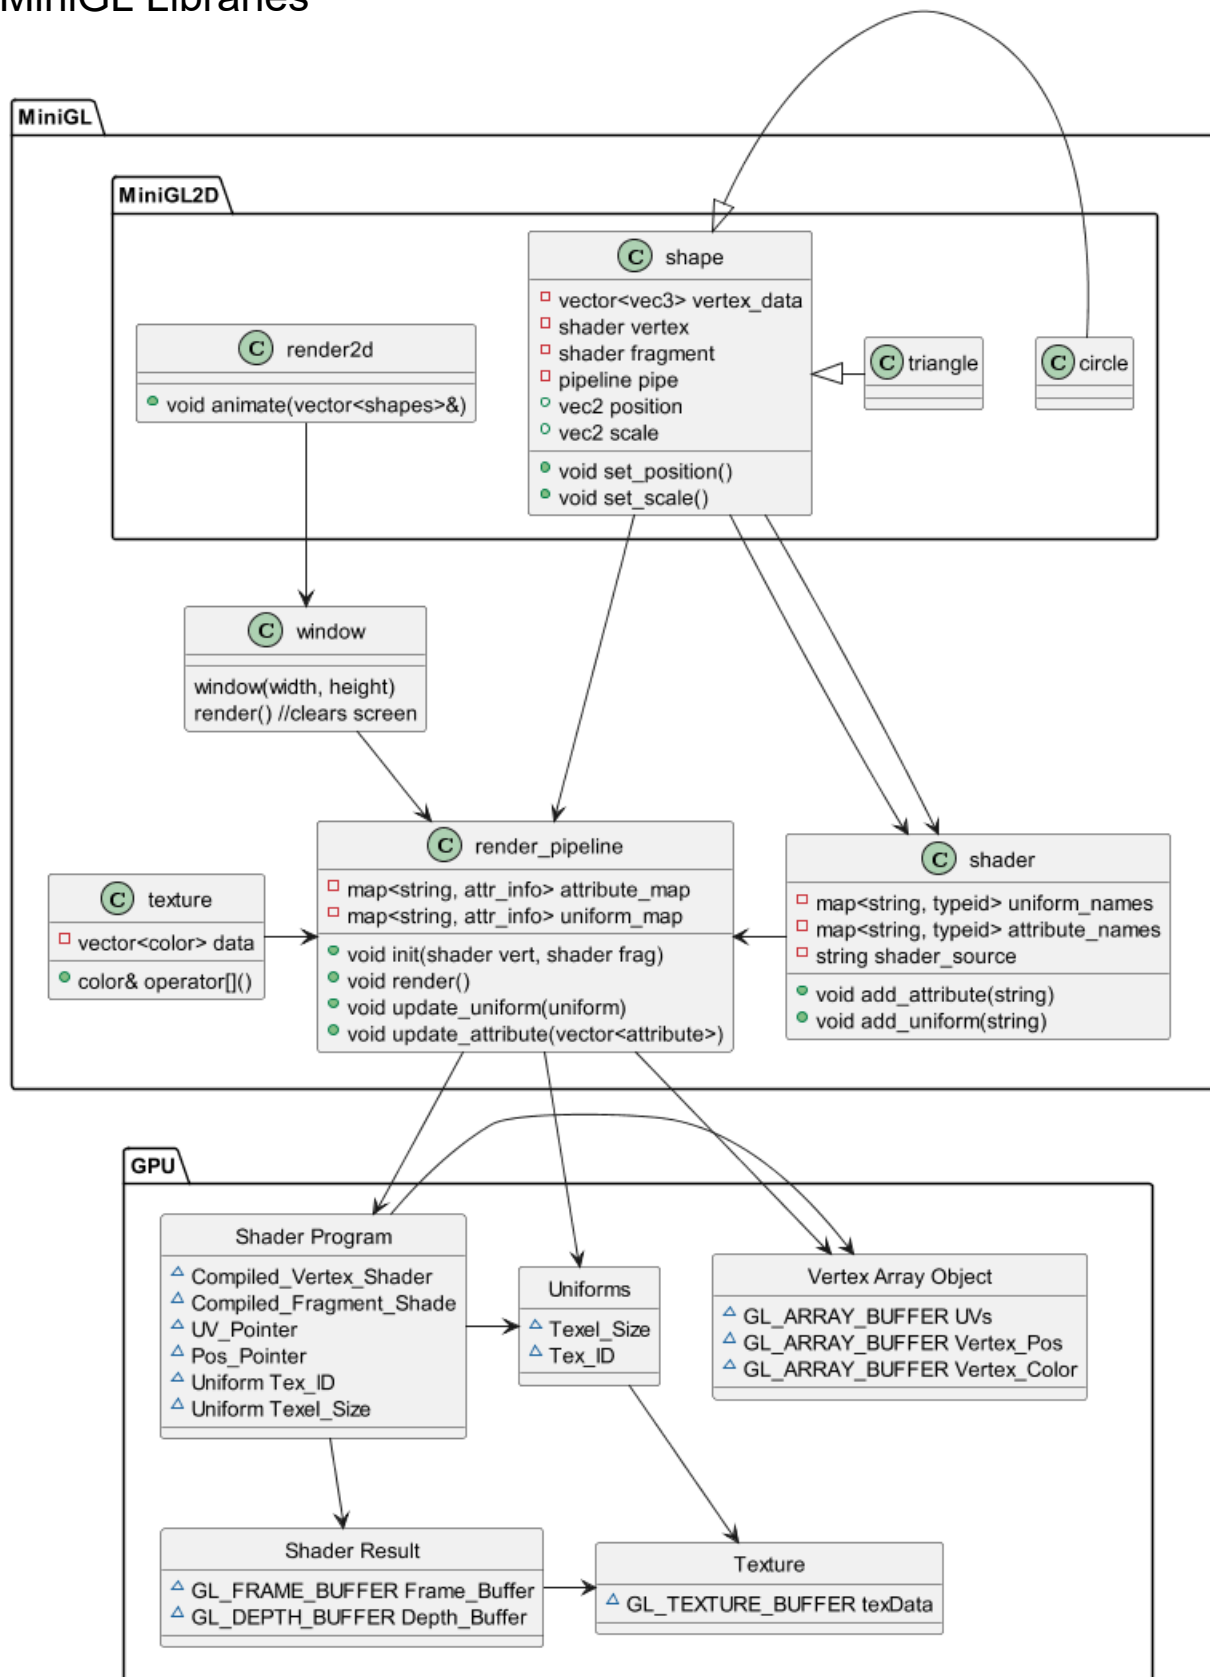 MiniGL Libraries
MiniGL
MiniGL2D
C shape
vector<vec3> vertex_data
shader vertex
shader fragment
pipeline pipe
vec2 position
vec2 scale
void set_position()
void set_scale()
C render2d
void animate(vector<shapes>&)
C triangle
C circle
C window
window(width, height)
render() //clears screen
C render_pipeline
map<string, attr_info> attribute_map
map<string, attr_info> uniform_map
void init(shader vert, shader frag)
void render()
void update_uniform(uniform)
void update_attribute(vector<attribute>)
C shader
map<string, typeid> uniform_names
map<string, typeid> attribute_names
string shader_source
void add_attribute(string)
void add_uniform(string)
C texture
vector<color> data
color& operator[]()
GPU
Shader Program
Compiled_Vertex_Shader
Compiled_Fragment_Shade
UV_Pointer
Pos_Pointer
Uniform Tex_ID
Uniform Texel_Size
Uniforms
Texel_Size
Tex_ID
Vertex Array Object
GL_ARRAY_BUFFER UVs
GL_ARRAY_BUFFER Vertex_Pos
GL_ARRAY_BUFFER Vertex_Color
Shader Result
GL_FRAME_BUFFER Frame_Buffer
GL_DEPTH_BUFFER Depth_Buffer
Texture
GL_TEXTURE_BUFFER texData